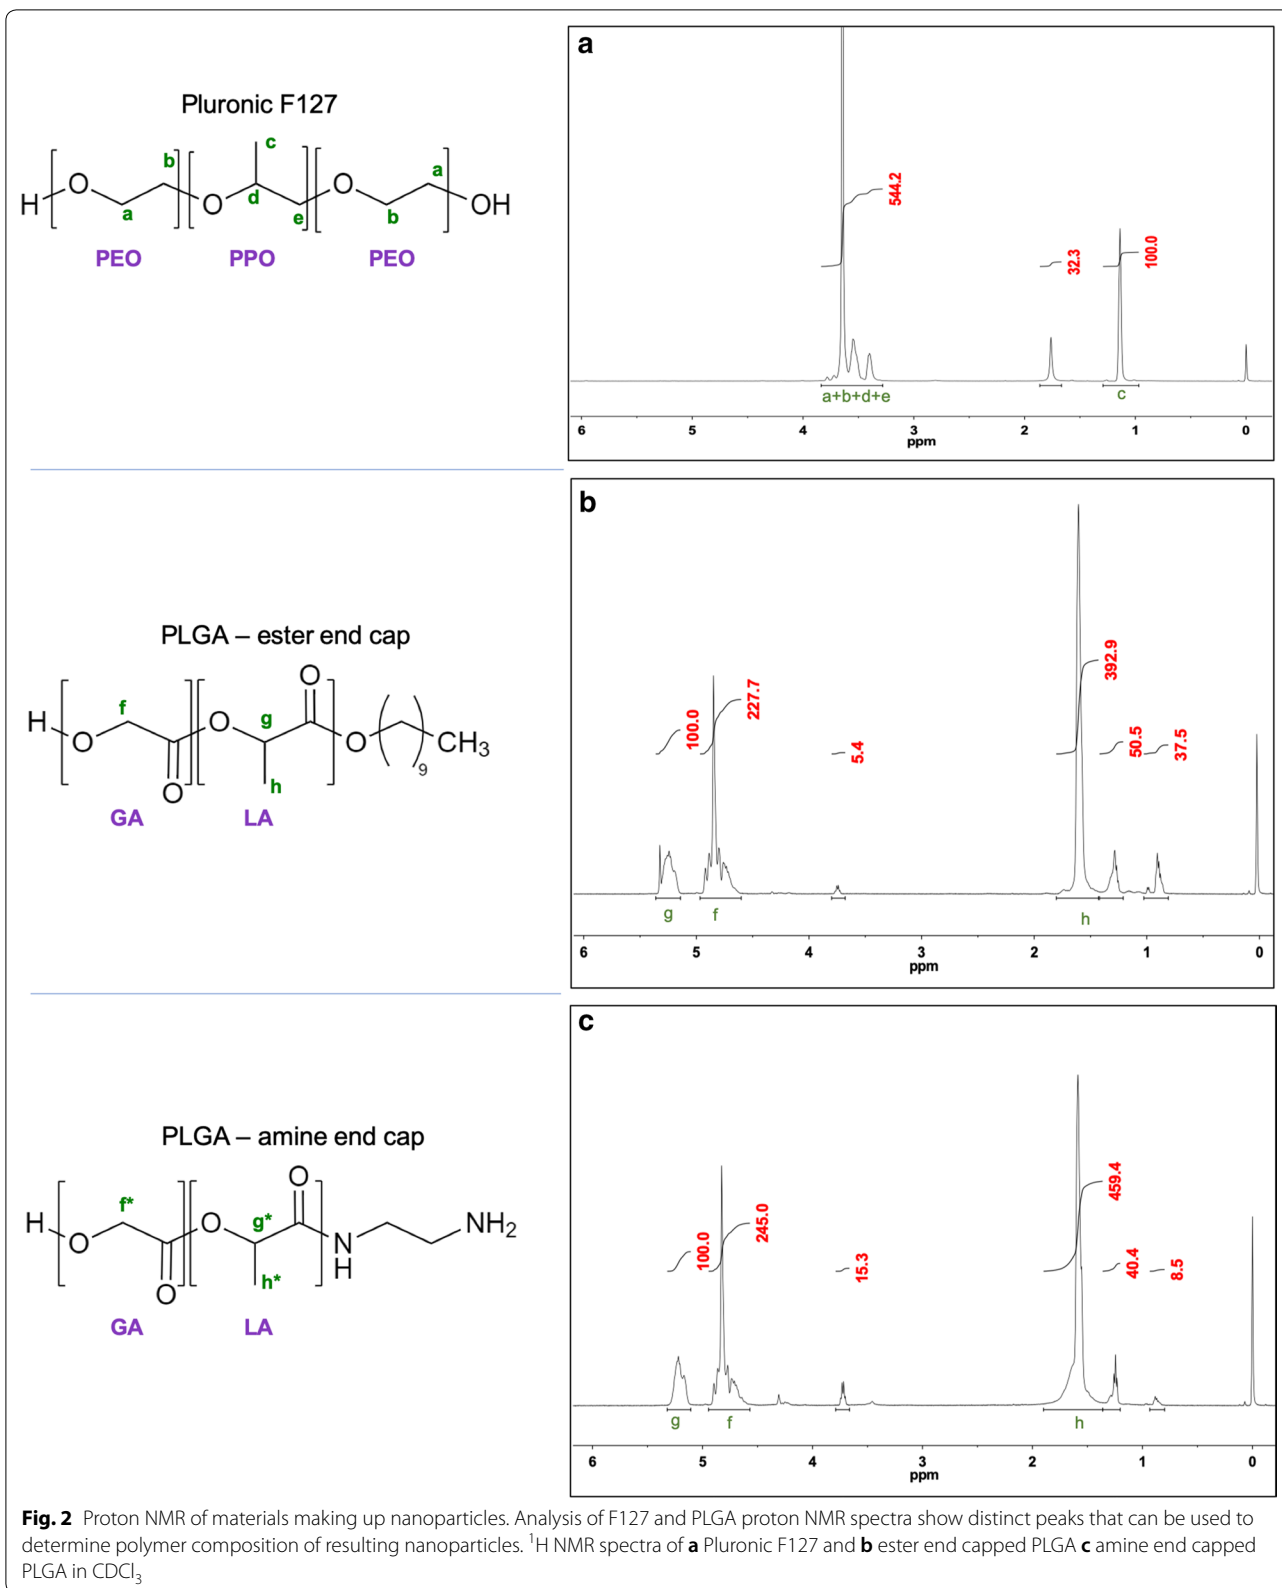 a
Pluronic F127
H
O
a
b
O
c
d
e
O
b
a
OH
PEO
PPO
PEO
544.2
32.3
100.0
a+b+d+e
c
6 5 4 3 2 1 0
ppm
b
PLGA – ester end cap
H
O
f
O
O
g
h
O
O
9
CH3
GA
LA
100.0
227.7
5.4
392.9
50.5
37.5
g
f
h
6 5 4 3 2 1 0
ppm
c
PLGA – amine end cap
H
O
f*
O
O
g*
h*
O
N
H
NH2
GA
LA
100.0
245.0
15.3
459.4
40.4
8.5
g
f
h
6 5 4 3 2 1 0
ppm
Fig. 2 Proton NMR of materials making up nanoparticles. Analysis of F127 and PLGA proton NMR spectra show distinct peaks that can be used to
determine polymer composition of resulting nanoparticles. ¹H NMR spectra of a Pluronic F127 and b ester end capped PLGA c amine end capped
PLGA in CDCl₃